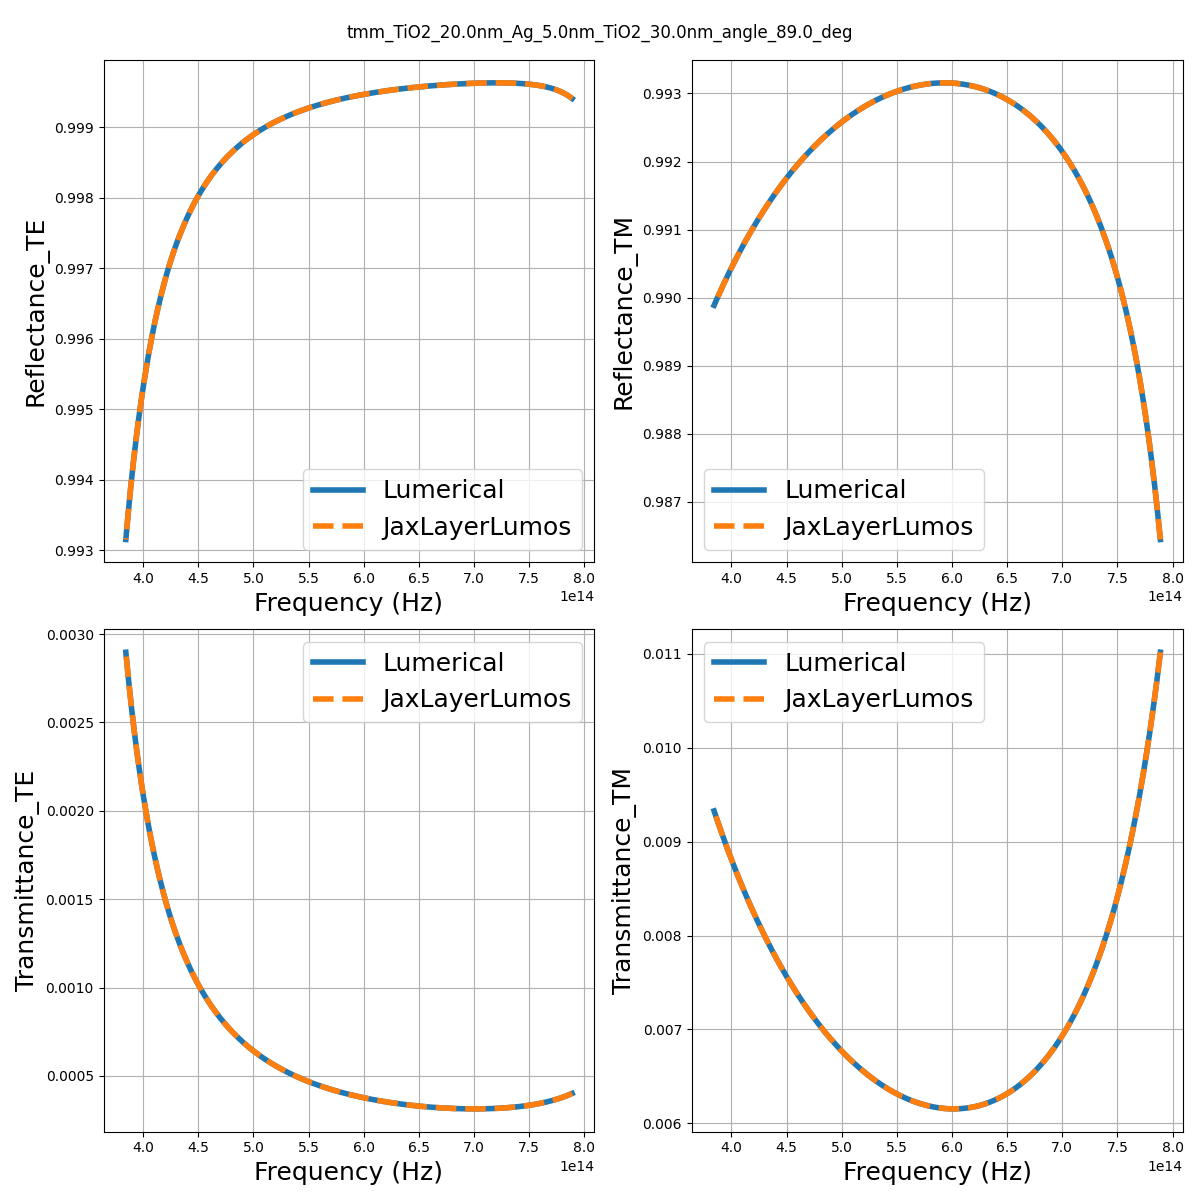 tmm_TiO2_20.0nm_Ag_5.0nm_TiO2_30.0nm_angle_89.0_deg
Reflectance_TE
0.999
0.998
0.997
0.996
0.995
0.994
0.993
Lumerical
JaxLayerLumos
4.0 4.5 5.0 5.5 6.0 6.5 7.0 7.5 8.0
1e14
Frequency (Hz)
Reflectance_TM
0.993
0.992
0.991
0.990
0.989
0.988
0.987
Lumerical
JaxLayerLumos
4.0 4.5 5.0 5.5 6.0 6.5 7.0 7.5 8.0
1e14
Frequency (Hz)
Transmittance_TE
0.0030
0.0025
0.0020
0.0015
0.0010
0.0005
Lumerical
JaxLayerLumos
4.0 4.5 5.0 5.5 6.0 6.5 7.0 7.5 8.0
1e14
Frequency (Hz)
Transmittance_TM
0.011
0.010
0.009
0.008
0.007
0.006
Lumerical
JaxLayerLumos
4.0 4.5 5.0 5.5 6.0 6.5 7.0 7.5 8.0
1e14
Frequency (Hz)